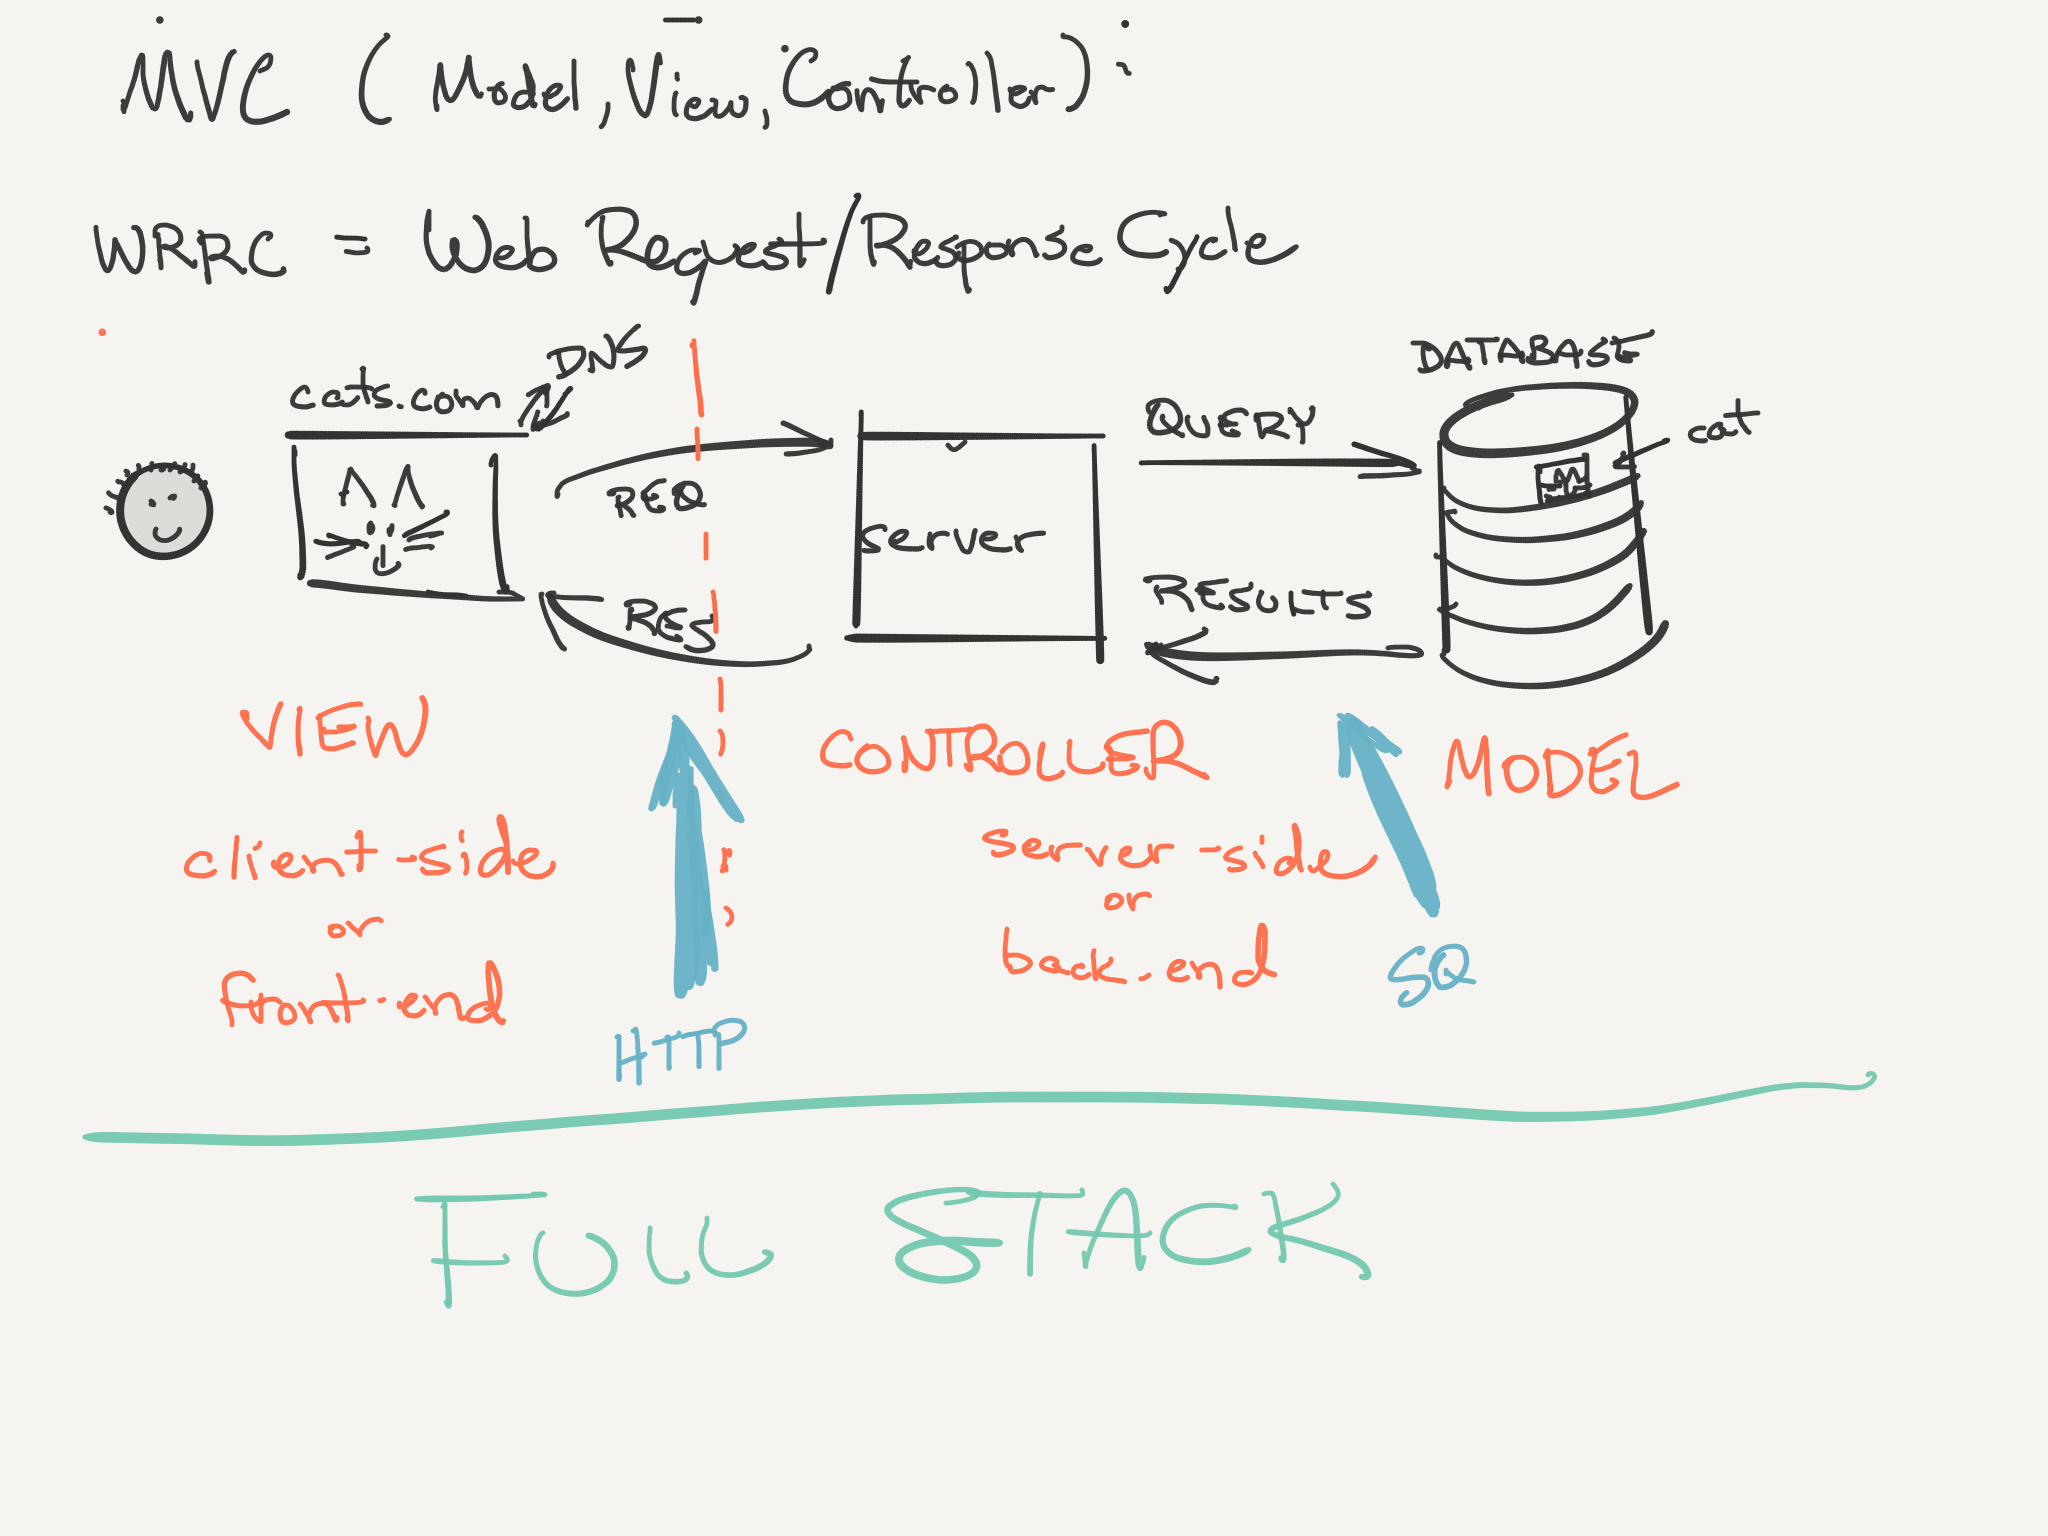 MVC (Model, View, Controller):
WRRC = Web Request/Response Cycle
DNS
cats.com
DATABASE
QUERY
cat
REQ
server
RES
RESULTS
VIEW
CONTROLLER
MODEL
client-side
or
front-end
server-side
or
back-end
SQ
HTTP
FULL STACK